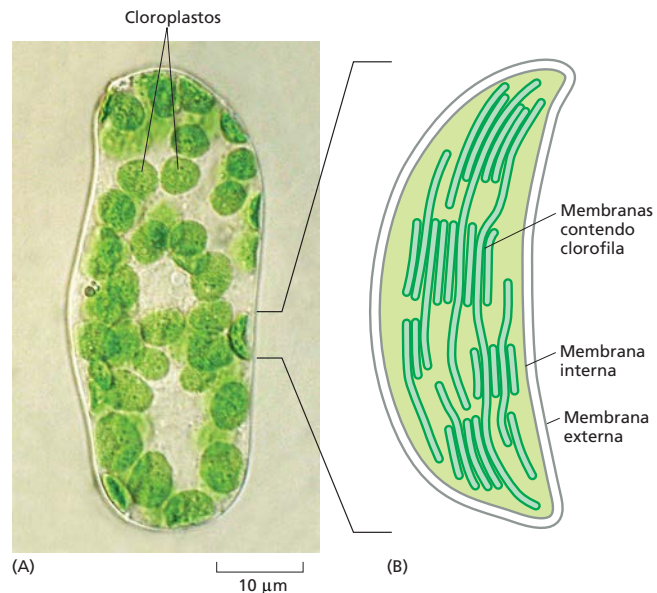 Cloroplastos
Membranas
contendo
clorofila
Membrana
interna
Membrana
externa
(A)
10 μm
(B)